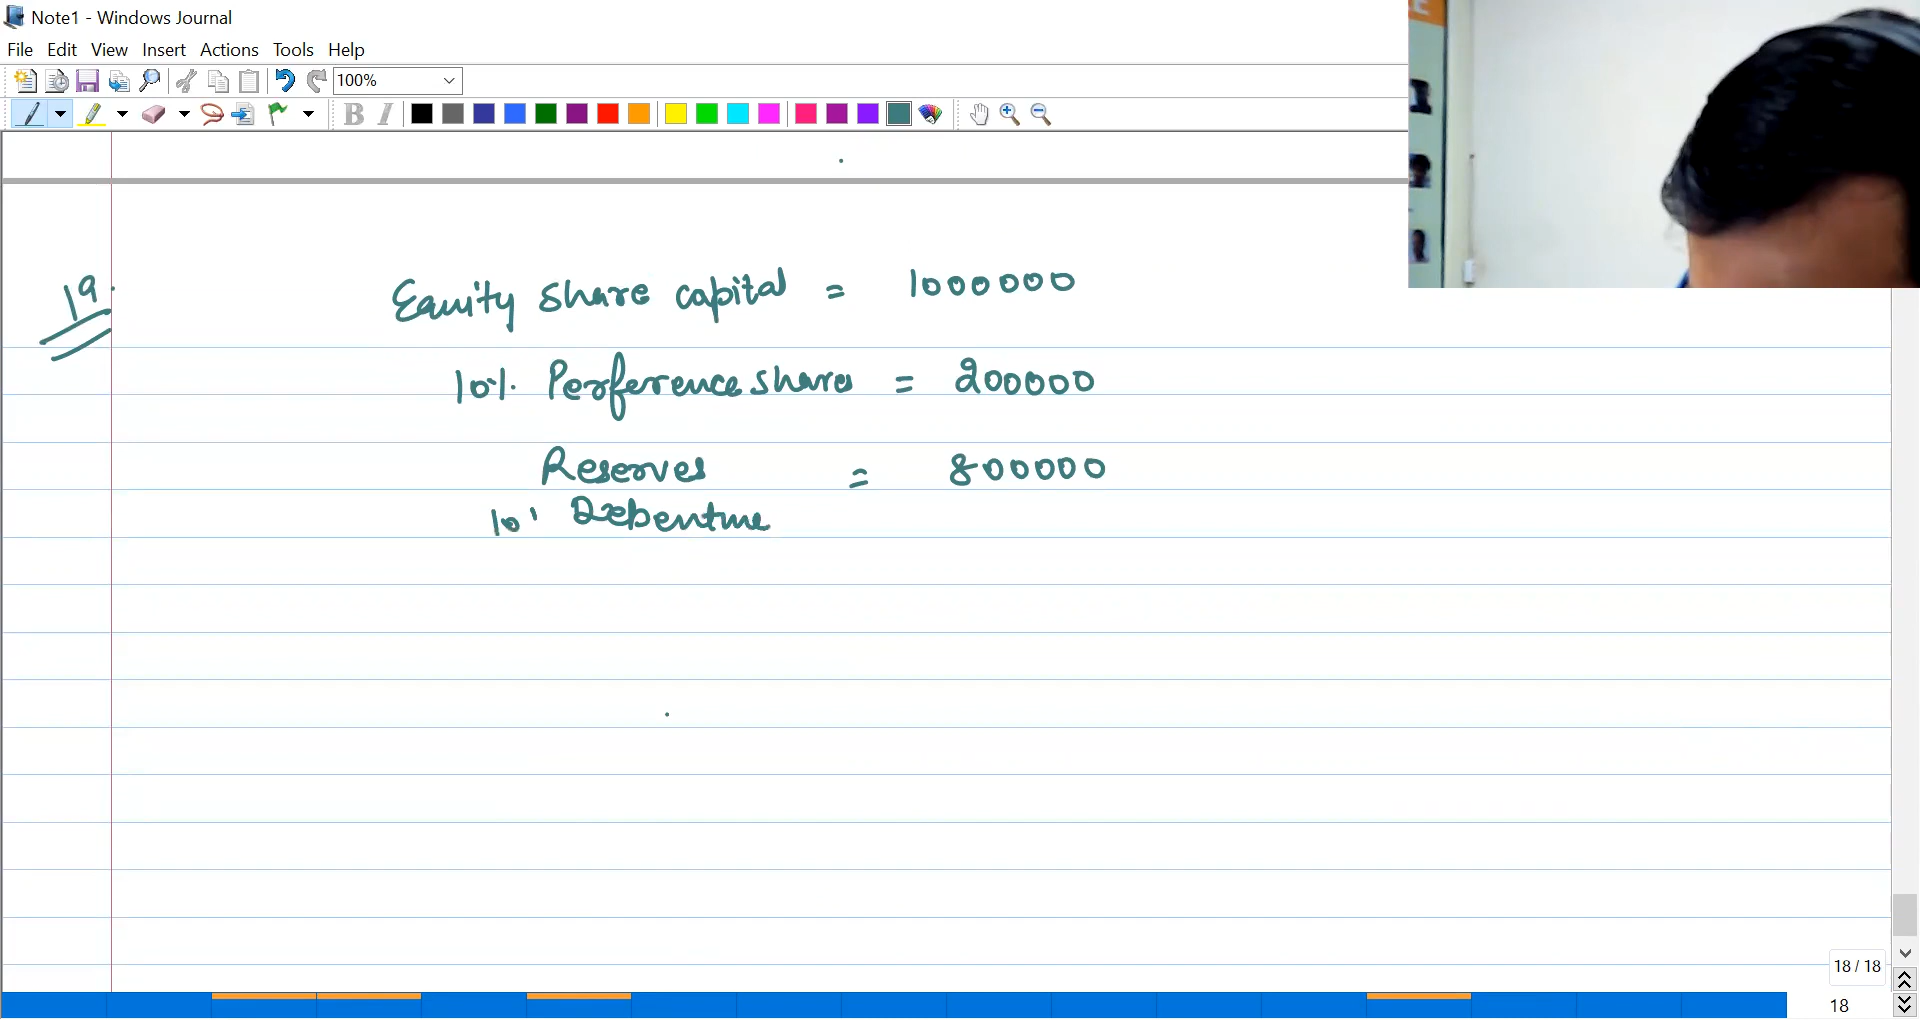 Note1 - Windows Journal
File Edit View Insert Actions Tools Help
100%
B I
19.
Equity share capital = 1000000
10%. Perference share = 200000
Reserves = 800000
10' Debenture
18 / 18
18